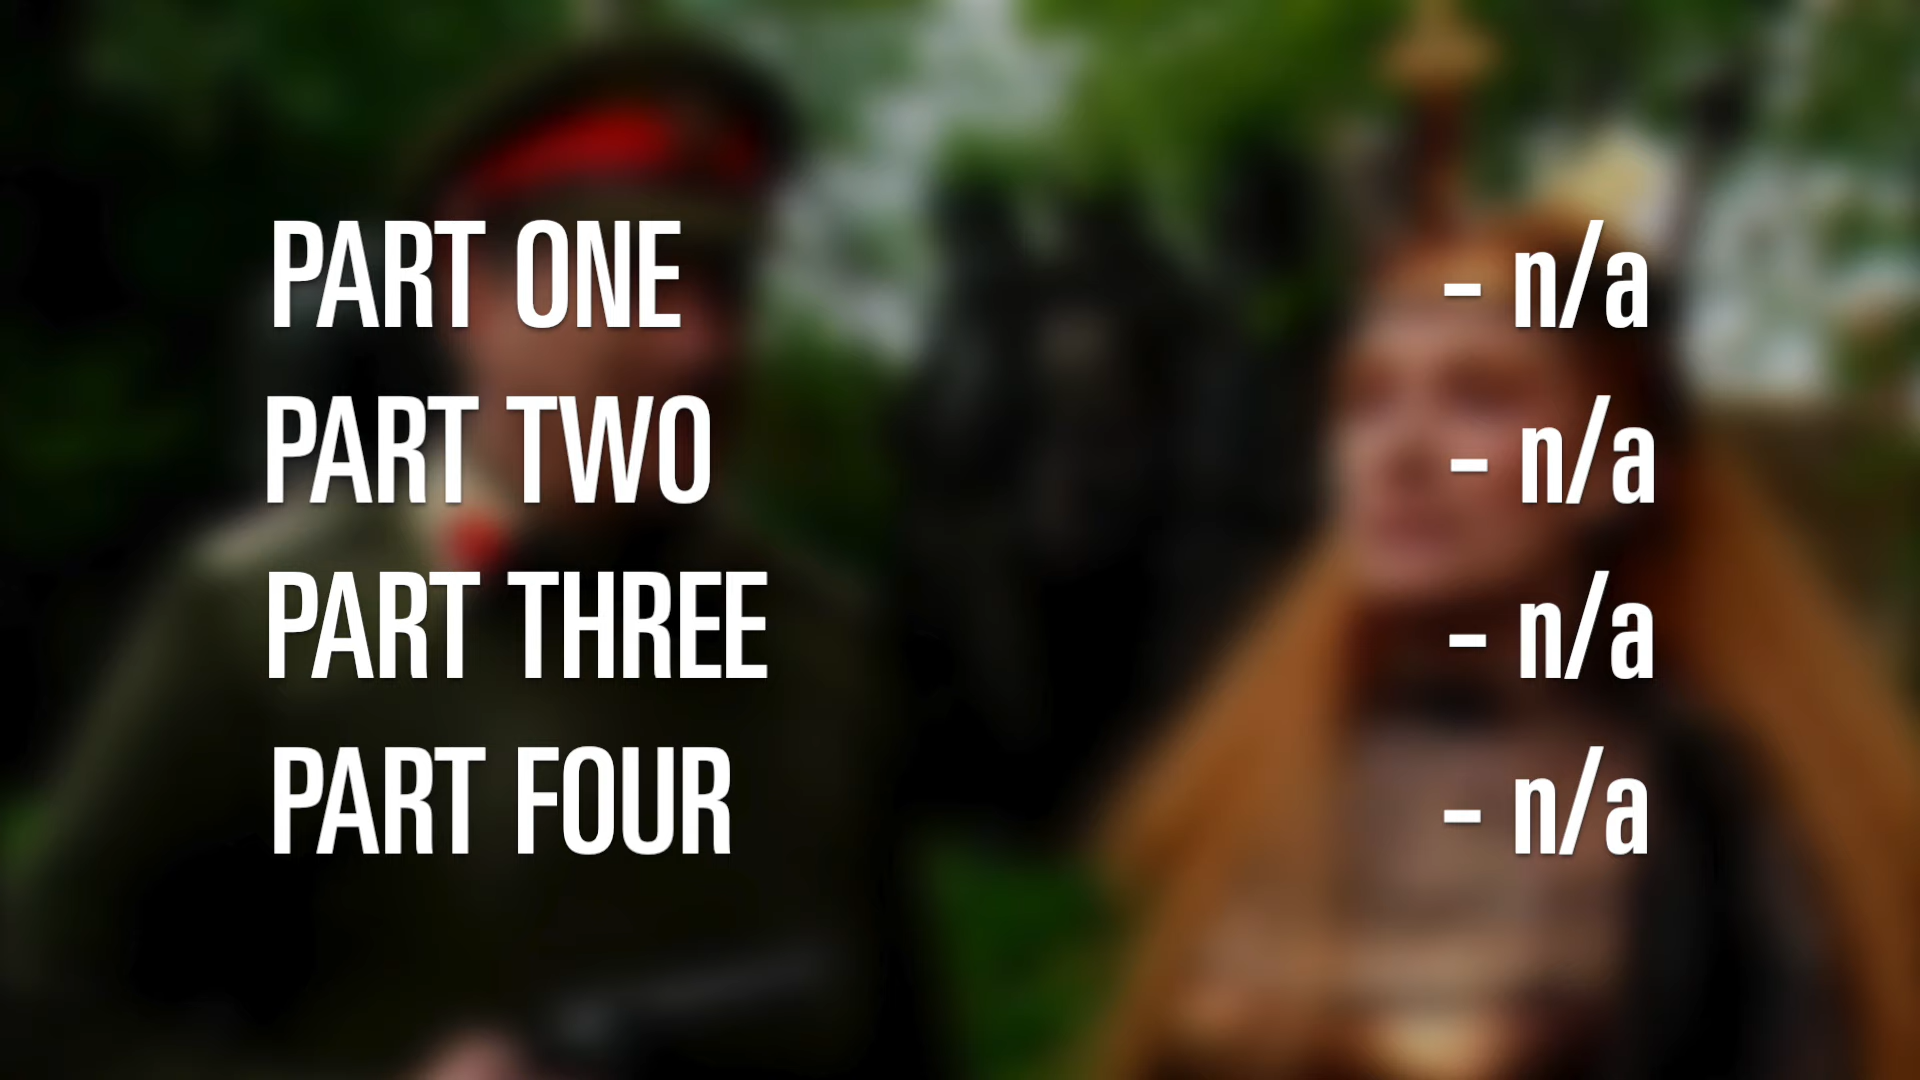 PART ONE - n/a
PART TWO - n/a
PART THREE - n/a
PART FOUR - n/a